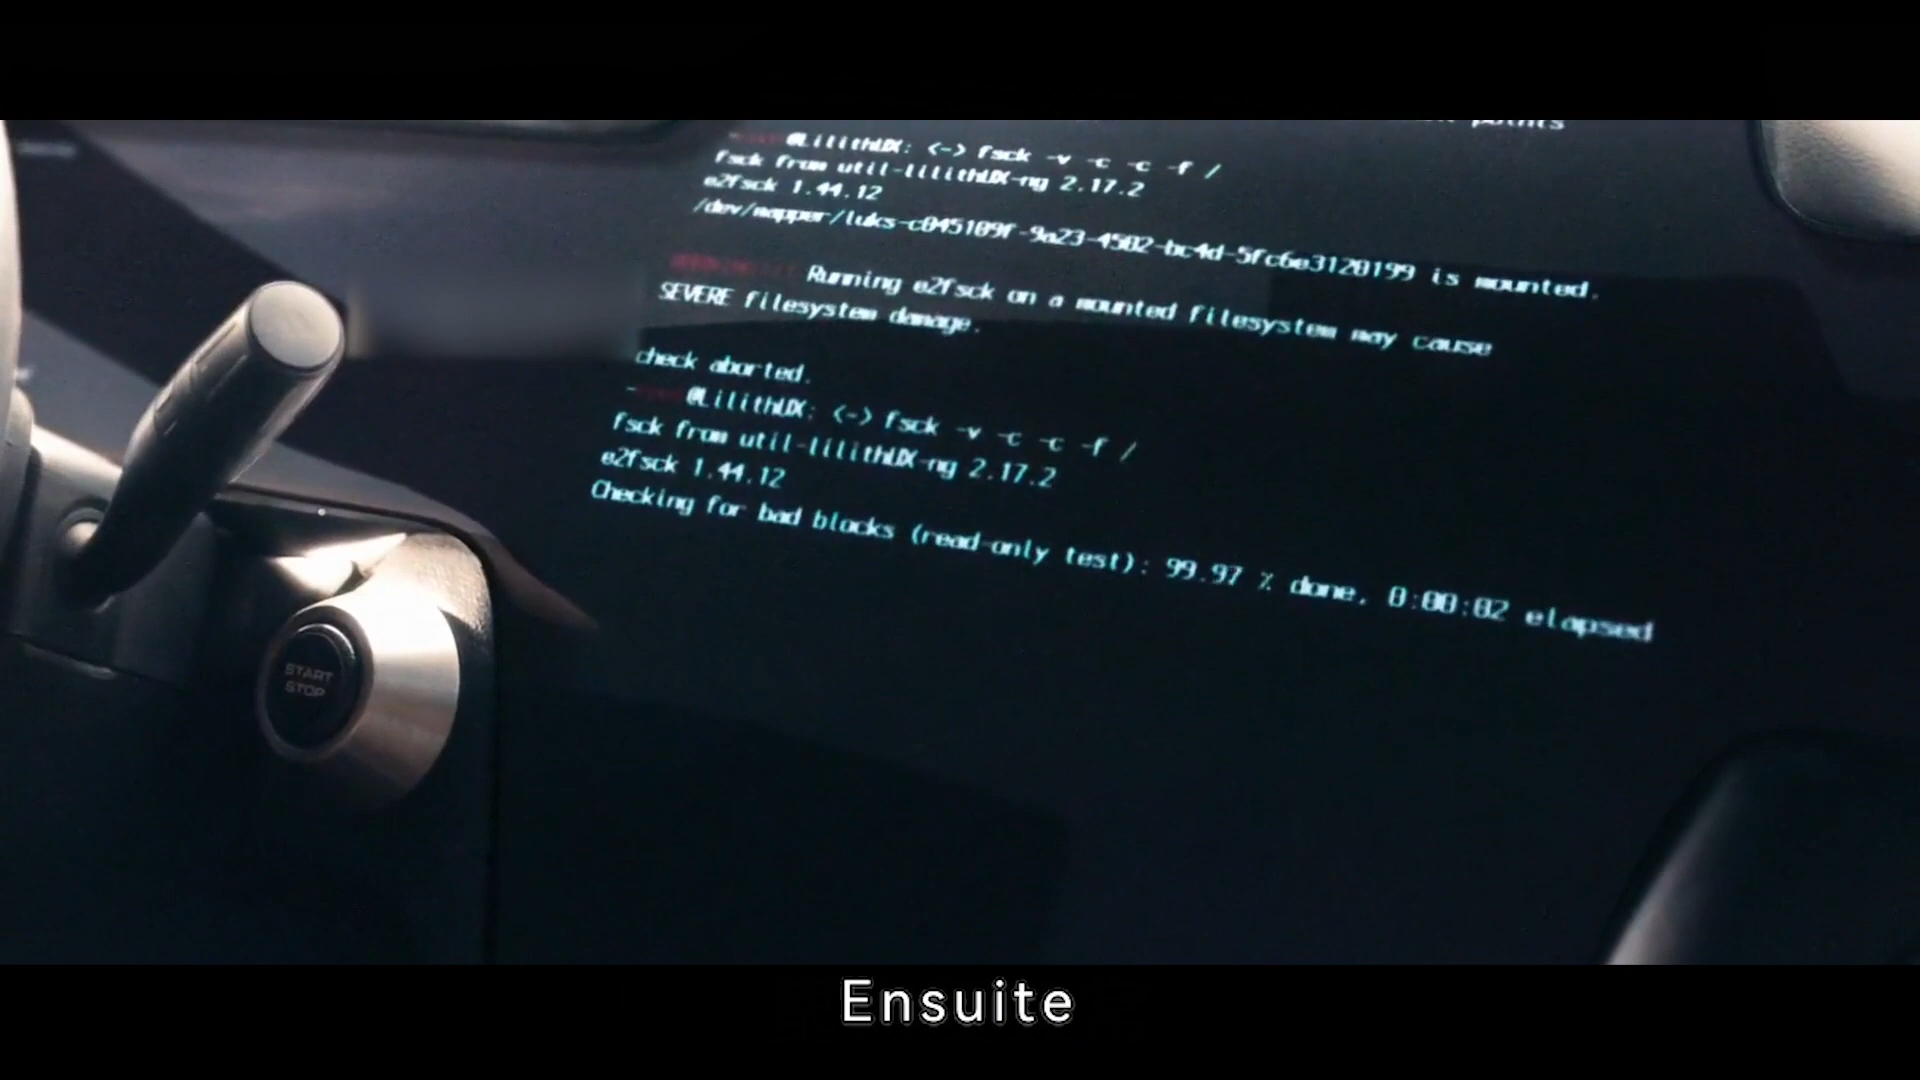 points
@LilithUX: <-> fsck -v -c -c -f /
fsck from util-lilithUX-ng 2.17.2
e2fsck 1.44.12
/dev/mapper/luks-c045109f-9a23-4502-bc4d-5fc6e3120199 is mounted.
Running e2fsck on a mounted filesystem may cause
SEVERE filesystem damage.
check aborted.
@LilithUX: <-> fsck -v -c -c -f /
fsck from util-lilithUX-ng 2.17.2
e2fsck 1.44.12
Checking for bad blocks (read-only test): 99.97 % done, 0:00:02 elapsed
START
STOP
Ensuite